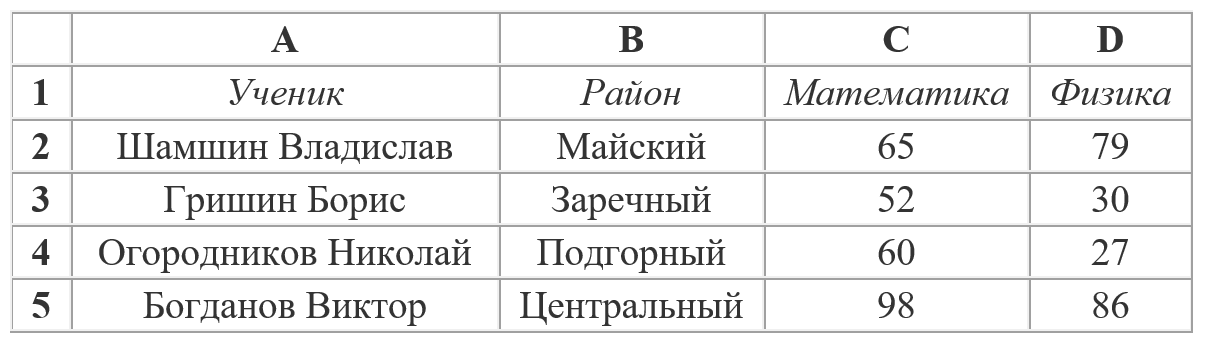 A B C D
1 Ученик Район Математика Физика
2 Шамшин Владислав Майский 65 79
3 Гришин Борис Заречный 52 30
4 Огородников Николай Подгорный 60 27
5 Богданов Виктор Центральный 98 86